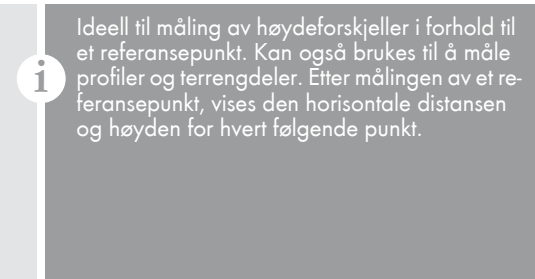 Ideell til måling av høydeforskjeller i forhold til
et referansepunkt. Kan også brukes til å måle
profiler og terrengdeler. Etter målingen av et re-
feransepunkt, vises den horisontale distansen
og høyden for hvert følgende punkt.
i